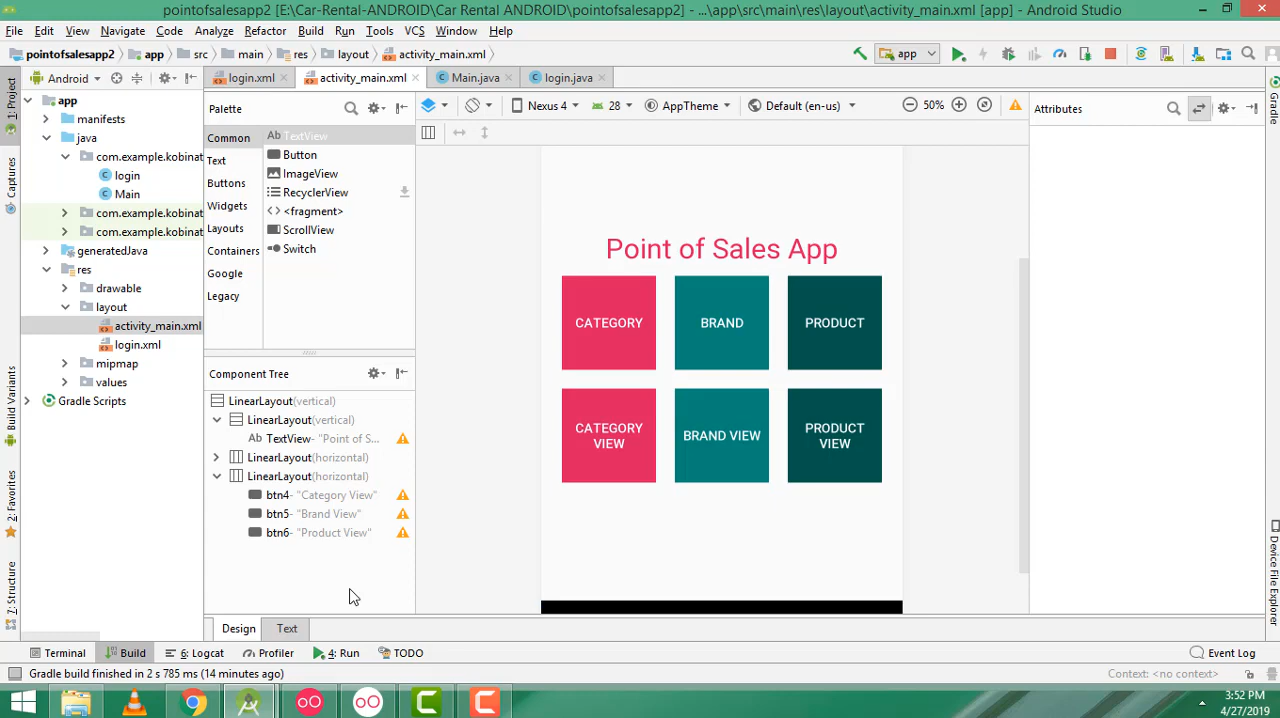 pointofsalesapp2 [E:\Car-Rental-ANDROID\Car Rental ANDROID\pointofsalesapp2] - ...\app\src\main\res\layout\activity_main.xml [app] - Android Studio
File Edit View Navigate Code Analyze Refactor Build Run Tools VCS Window Help
pointofsalesapp2 app src main res layout activity_main.xml app
Android login.xml activity_main.xml Main.java login.java
1: Project
Captures
Build Variants
2: Favorites
7: Structure
app
manifests
java
com.example.kobinat
login
Main
com.example.kobinat
com.example.kobinat
generatedJava
res
drawable
layout
activity_main.xml
login.xml
mipmap
values
Gradle Scripts
Palette
Common
Text
Buttons
Widgets
Layouts
Containers
Google
Legacy
Ab TextView
Button
ImageView
RecyclerView
<fragment>
ScrollView
Switch
Component Tree
LinearLayout(vertical)
LinearLayout(vertical)
Ab TextView- "Point of S...
LinearLayout(horizontal)
LinearLayout(horizontal)
btn4- "Category View"
btn5- "Brand View"
btn6- "Product View"
Nexus 4 28 AppTheme Default (en-us) 50%
Point of Sales App
CATEGORY BRAND PRODUCT
CATEGORY VIEW BRAND VIEW PRODUCT VIEW
Attributes
Gradle
Device File Explorer
Design Text
Terminal Build 6: Logcat Profiler 4: Run TODO Event Log
Gradle build finished in 2 s 785 ms (14 minutes ago) Context: <no context>
3:52 PM
4/27/2019